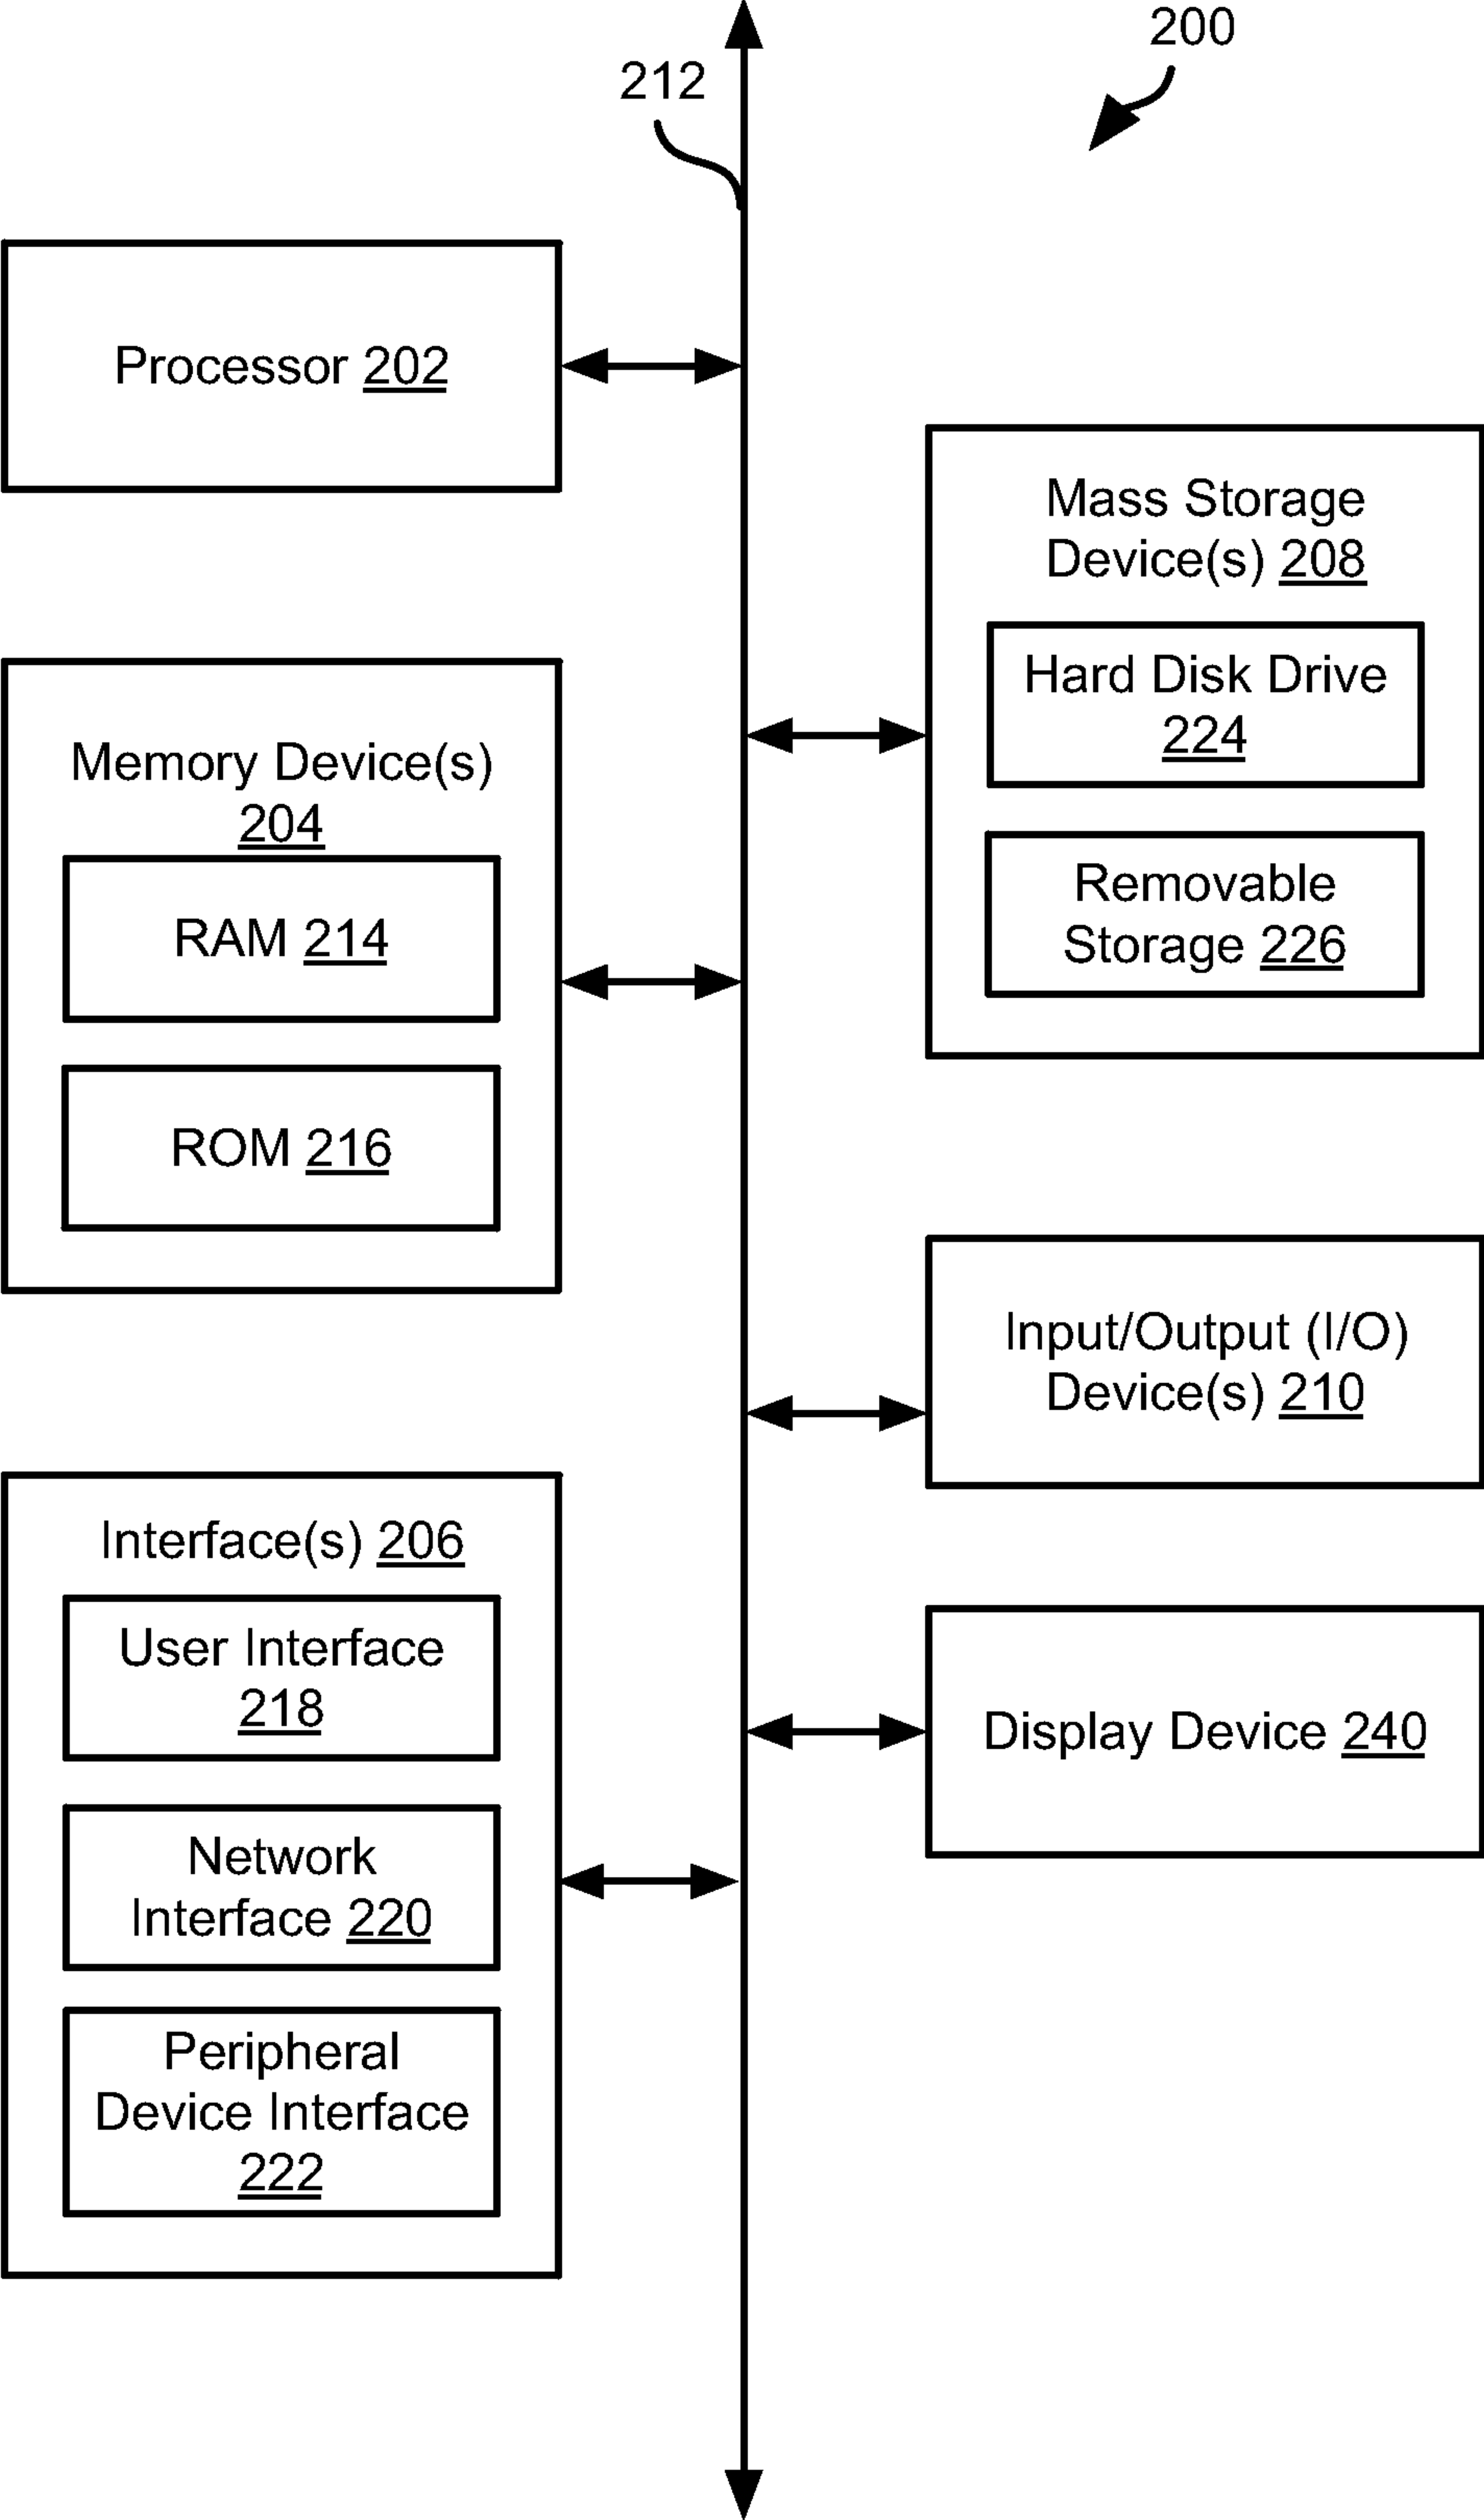 200
212
Processor 202
Mass Storage
Device(s) 208
Hard Disk Drive
224
Removable
Storage 226
Memory Device(s)
204
RAM 214
ROM 216
Input/Output (I/O)
Device(s) 210
Interface(s) 206
User Interface
218
Network
Interface 220
Peripheral
Device Interface
222
Display Device 240